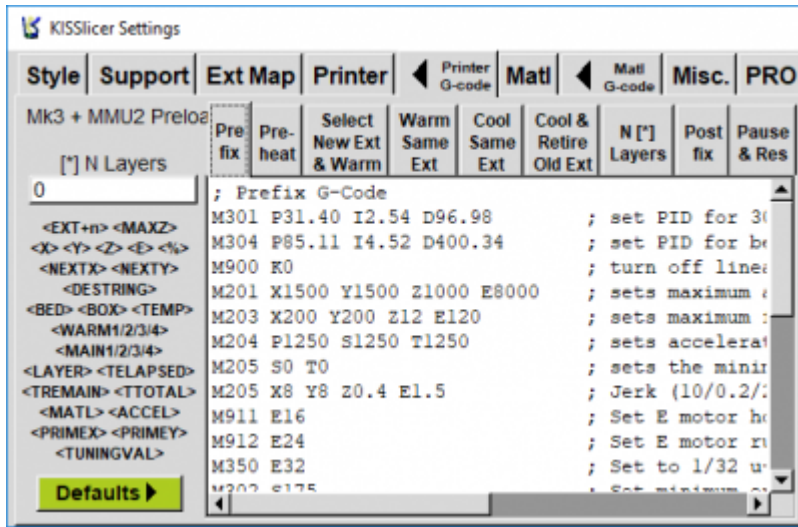 KISSlicer Settings
Style Support Ext Map Printer Printer G-code Matl Matl G-code Misc. PRO
Mk3 + MMU2 Preloa
[*] N Layers
0
<EXT+n> <MAXZ>
<X> <Y> <Z> <E> <%>
<NEXTX> <NEXTY>
<DESTRING>
<BED> <BOX> <TEMP>
<WARM1/2/3/4>
<MAIN1/2/3/4>
<LAYER> <TELAPSED>
<TREMAIN> <TTOTAL>
<MATL> <ACCEL>
<PRIMEX> <PRIMEY>
<TUNINGVAL>
Defaults
Pre fix
Pre- heat
Select New Ext & Warm
Warm Same Ext
Cool Same Ext
Cool & Retire Old Ext
N [*] Layers
Post fix
Pause & Res
; Prefix G-Code
M301 P31.40 I2.54 D96.98 ; set PID for 30
M304 P85.11 I4.52 D400.34 ; set PID for be
M900 K0 ; turn off linea
M201 X1500 Y1500 Z1000 E8000 ; sets maximum a
M203 X200 Y200 Z12 E120 ; sets maximum
M204 P1250 S1250 T1250 ; sets accelerat
M205 S0 T0 ; sets the minim
M205 X8 Y8 Z0.4 E1.5 ; Jerk (10/0.2/
M911 E16 ; Set E motor ho
M912 E24 ; Set E motor ru
M350 E32 ; Set to 1/32 u
M302 S175 ; Set minimum